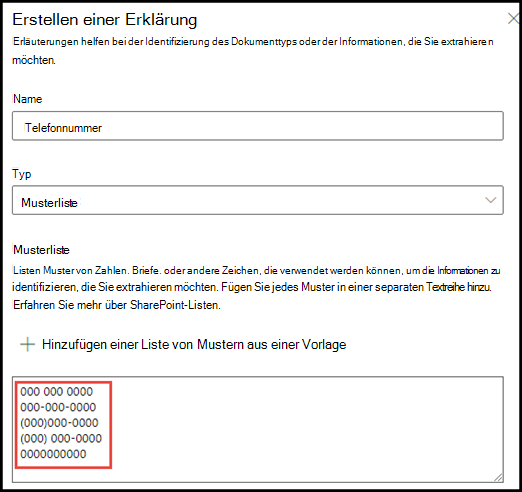 Erstellen einer Erklärung
Erläuterungen helfen bei der Identifizierung des Dokumenttyps oder der Informationen, die Sie extrahieren
möchten.
Name
Telefonnummer
Typ
Musterliste
Musterliste
Listen Muster von Zahlen. Briefe. oder andere Zeichen, die verwendet werden können, um die Informationen zu
identifizieren, die Sie extrahieren möchten. Fügen Sie jedes Muster in einer separaten Textreihe hinzu.
Erfahren Sie mehr über SharePoint-Listen.
Hinzufügen einer Liste von Mustern aus einer Vorlage
000 000 0000
000-000-0000
(000)000-0000
(000) 000-0000
0000000000